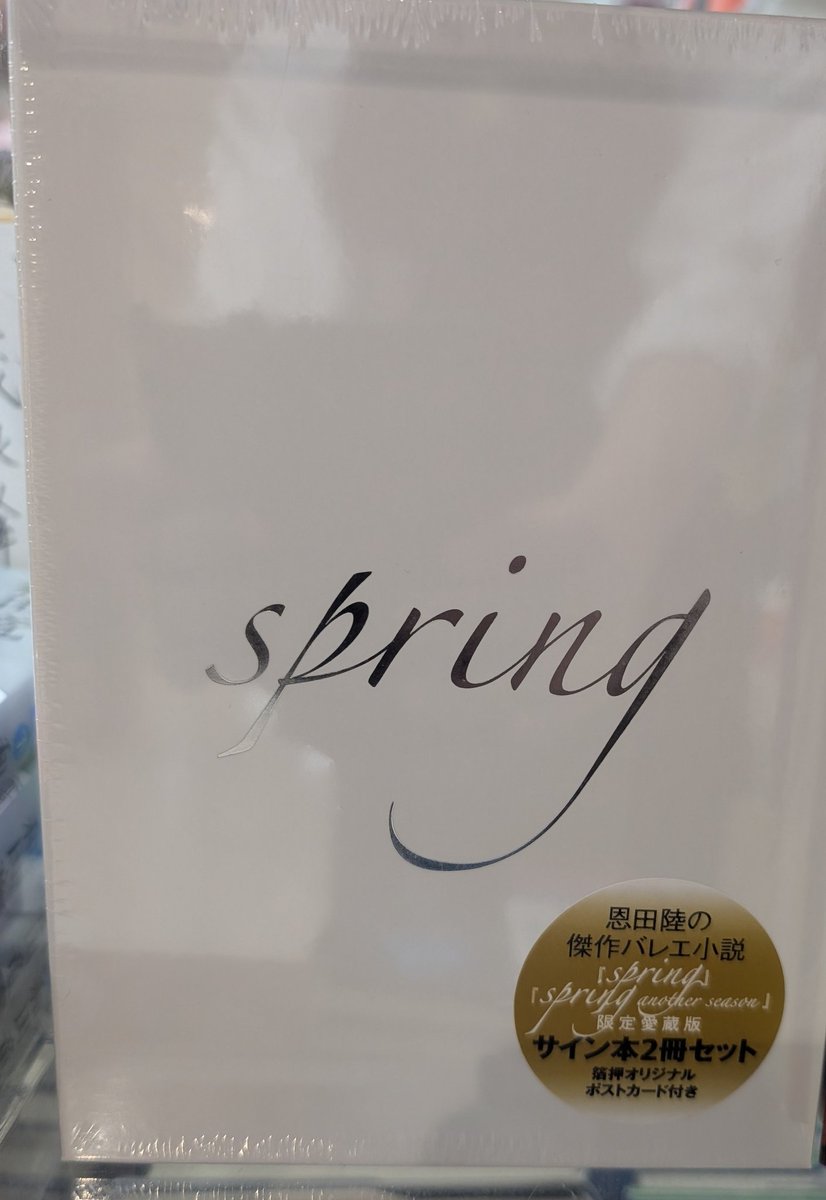 spring
恩田陸の
傑作バレエ小説
『spring』
『spring another season』
限定愛蔵版
サイン本2冊セット
箔押オリジナル
ポストカード付き